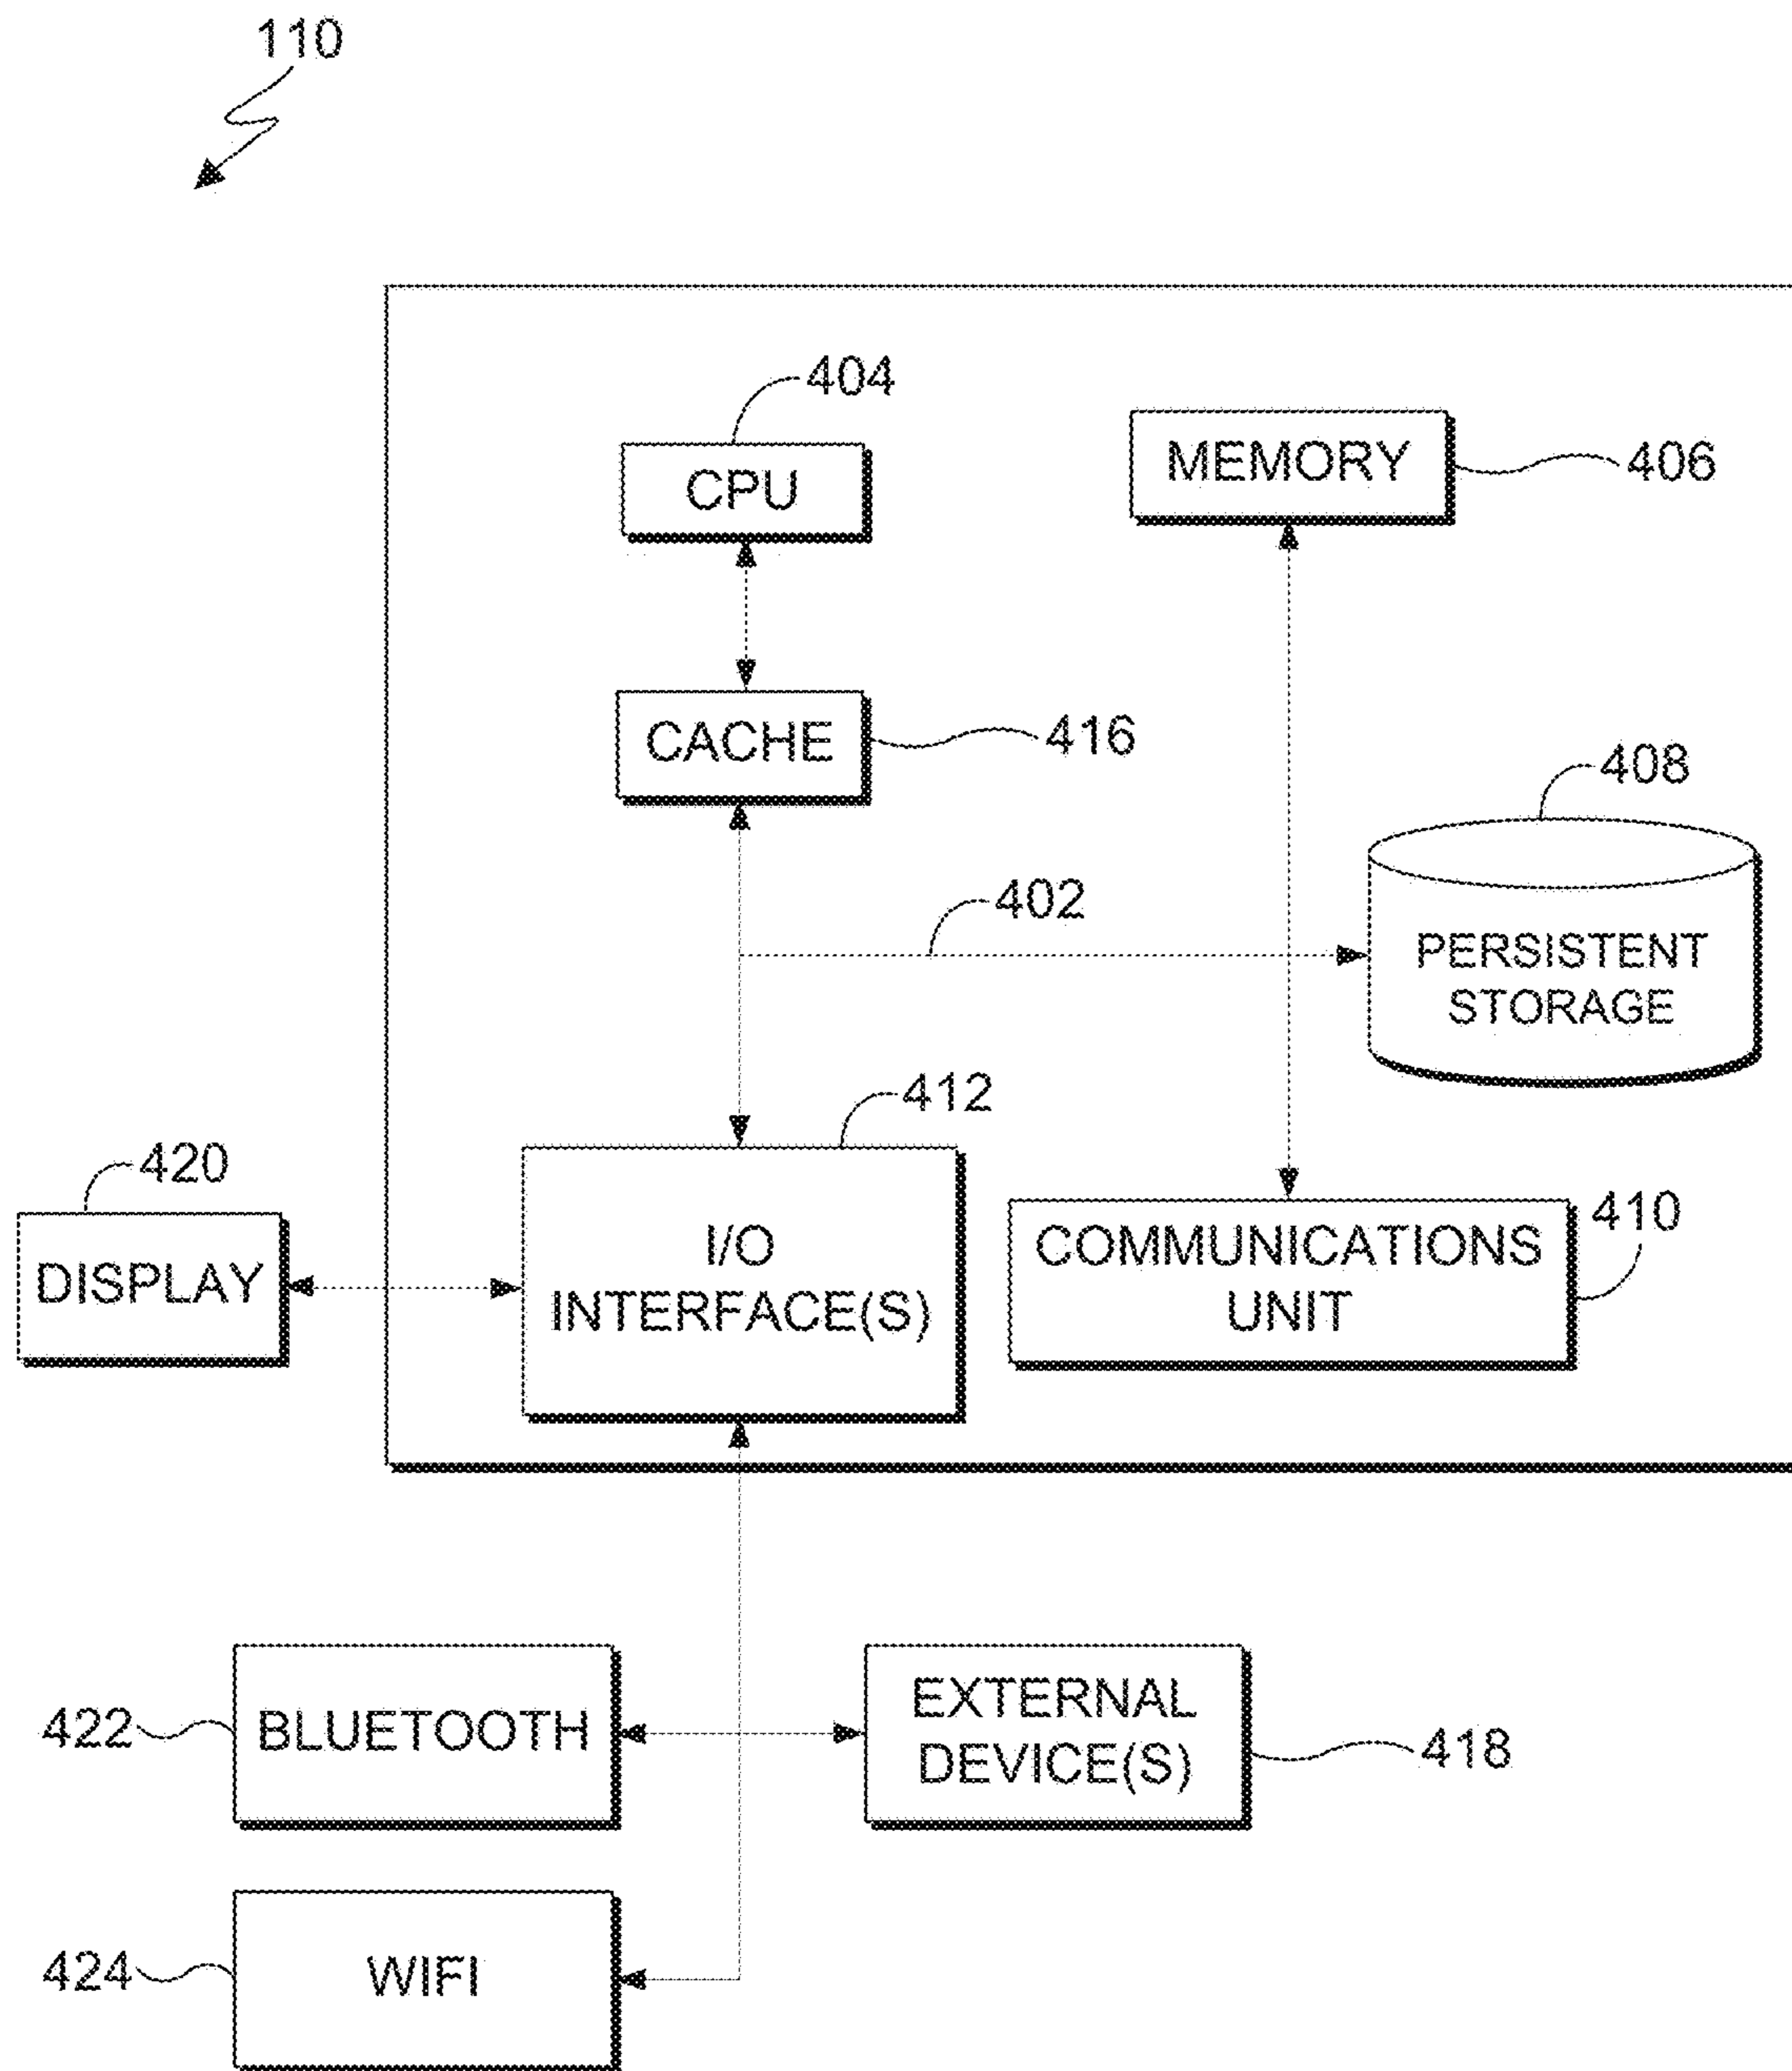 110
404
CPU
MEMORY
406
CACHE
416
408
402
PERSISTENT
STORAGE
412
420
DISPLAY
I/O
INTERFACE(S)
COMMUNICATIONS
UNIT
410
422
BLUETOOTH
EXTERNAL
DEVICE(S)
418
424
WIFI